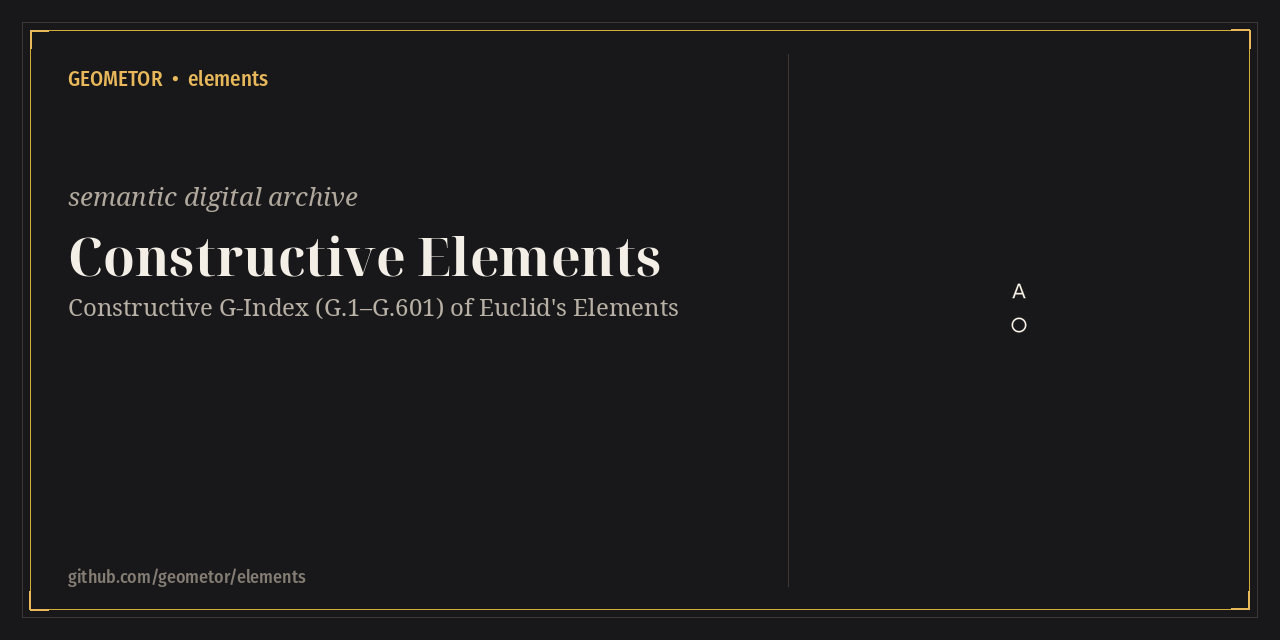 GEOMETOR • elements
semantic digital archive
Constructive Elements
Constructive G-Index (G.1–G.601) of Euclid's Elements
github.com/geometor/elements
A